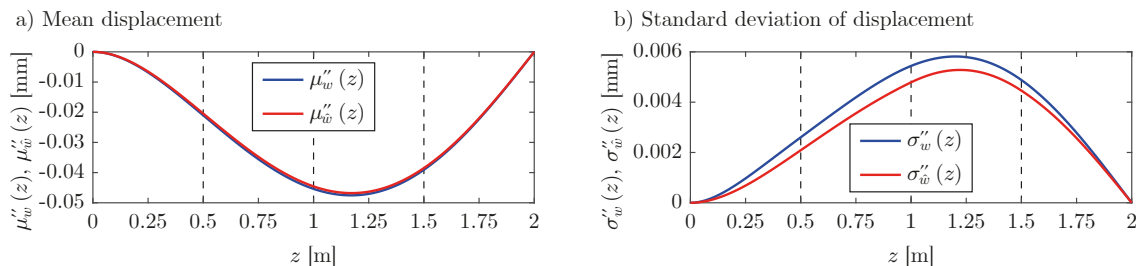 a) Mean displacement
b) Standard deviation of displacement
μ″_w (z), μ″_ŵ (z) [mm]
0
-0.01
-0.02
-0.03
-0.04
-0.05
μ″_w (z)
μ″_ŵ (z)
0 0.25 0.5 0.75 1 1.25 1.5 1.75 2
z [m]
σ″_w (z), σ″_ŵ (z) [mm]
0.006
0.004
0.002
0
σ″_w (z)
σ″_ŵ (z)
0 0.25 0.5 0.75 1 1.25 1.5 1.75 2
z [m]